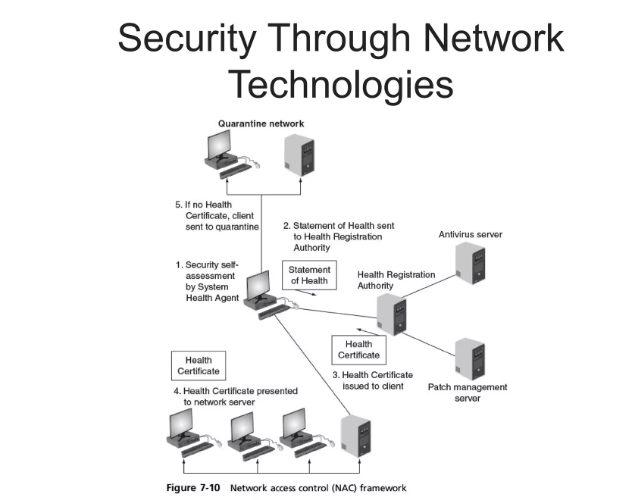 Security Through Network
Technologies
Quarantine network
5. If no Health
Certificate, client
sent to quarantine
2. Statement of Health sent
to Health Registration
Authority
Antivirus server
1. Security self-
assessment
by System
Health Agent
Statement
of Health
Health Registration
Authority
Health
Certificate
Health
Certificate
3. Health Certificate
issued to client
Patch management
server
4. Health Certificate presented
to network server
Figure 7-10 Network access control (NAC) framework